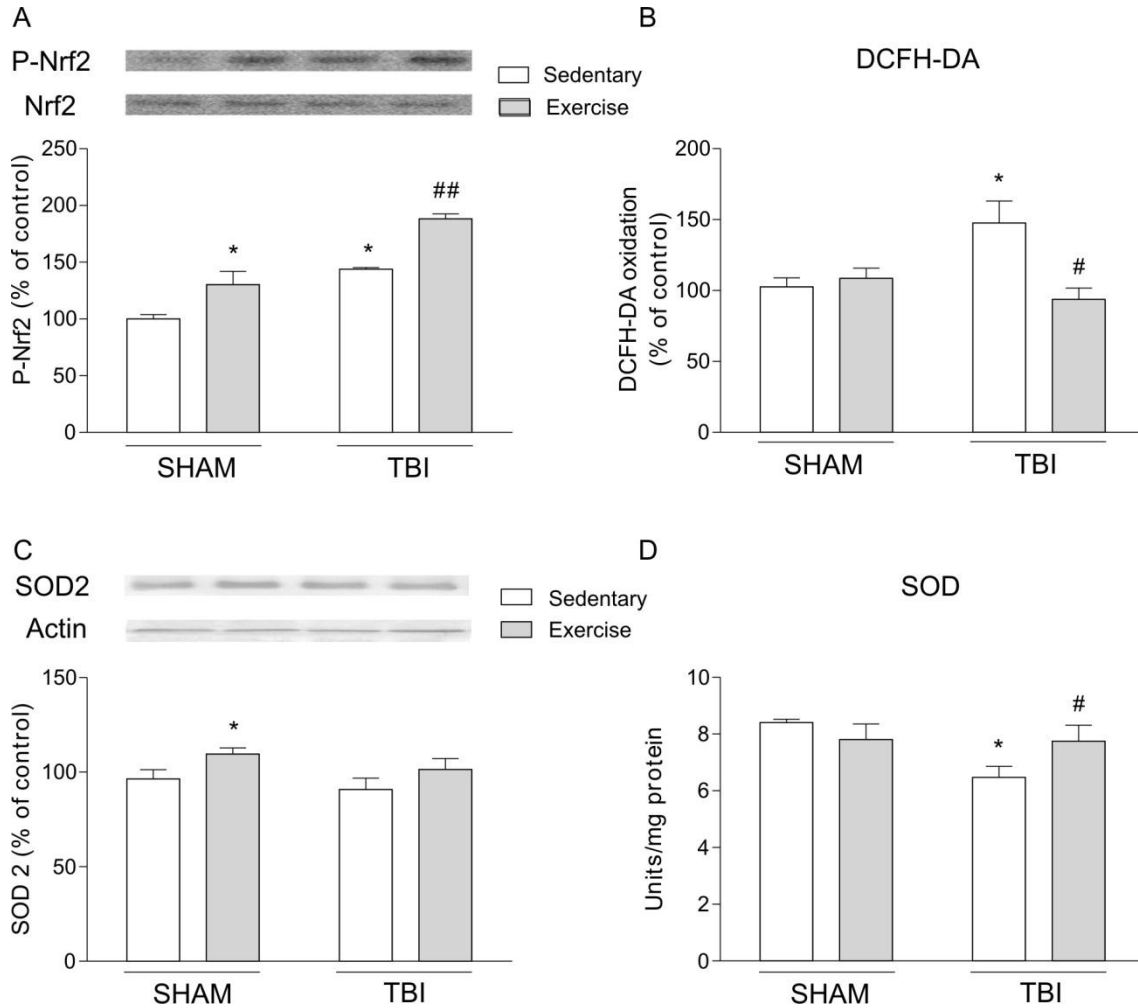 A
P-Nrf2
Nrf2
Sedentary
Exercise
P-Nrf2 (% of control)
250
200
150
100
50
0
*
*
##
SHAM
TBI
B
DCFH-DA
DCFH-DA oxidation
(% of control)
200
150
100
50
0
*
#
SHAM
TBI
C
SOD2
Actin
Sedentary
Exercise
SOD 2 (% of control)
150
100
50
0
*
SHAM
TBI
D
SOD
Units/mg protein
10
8
6
4
2
0
*
#
SHAM
TBI